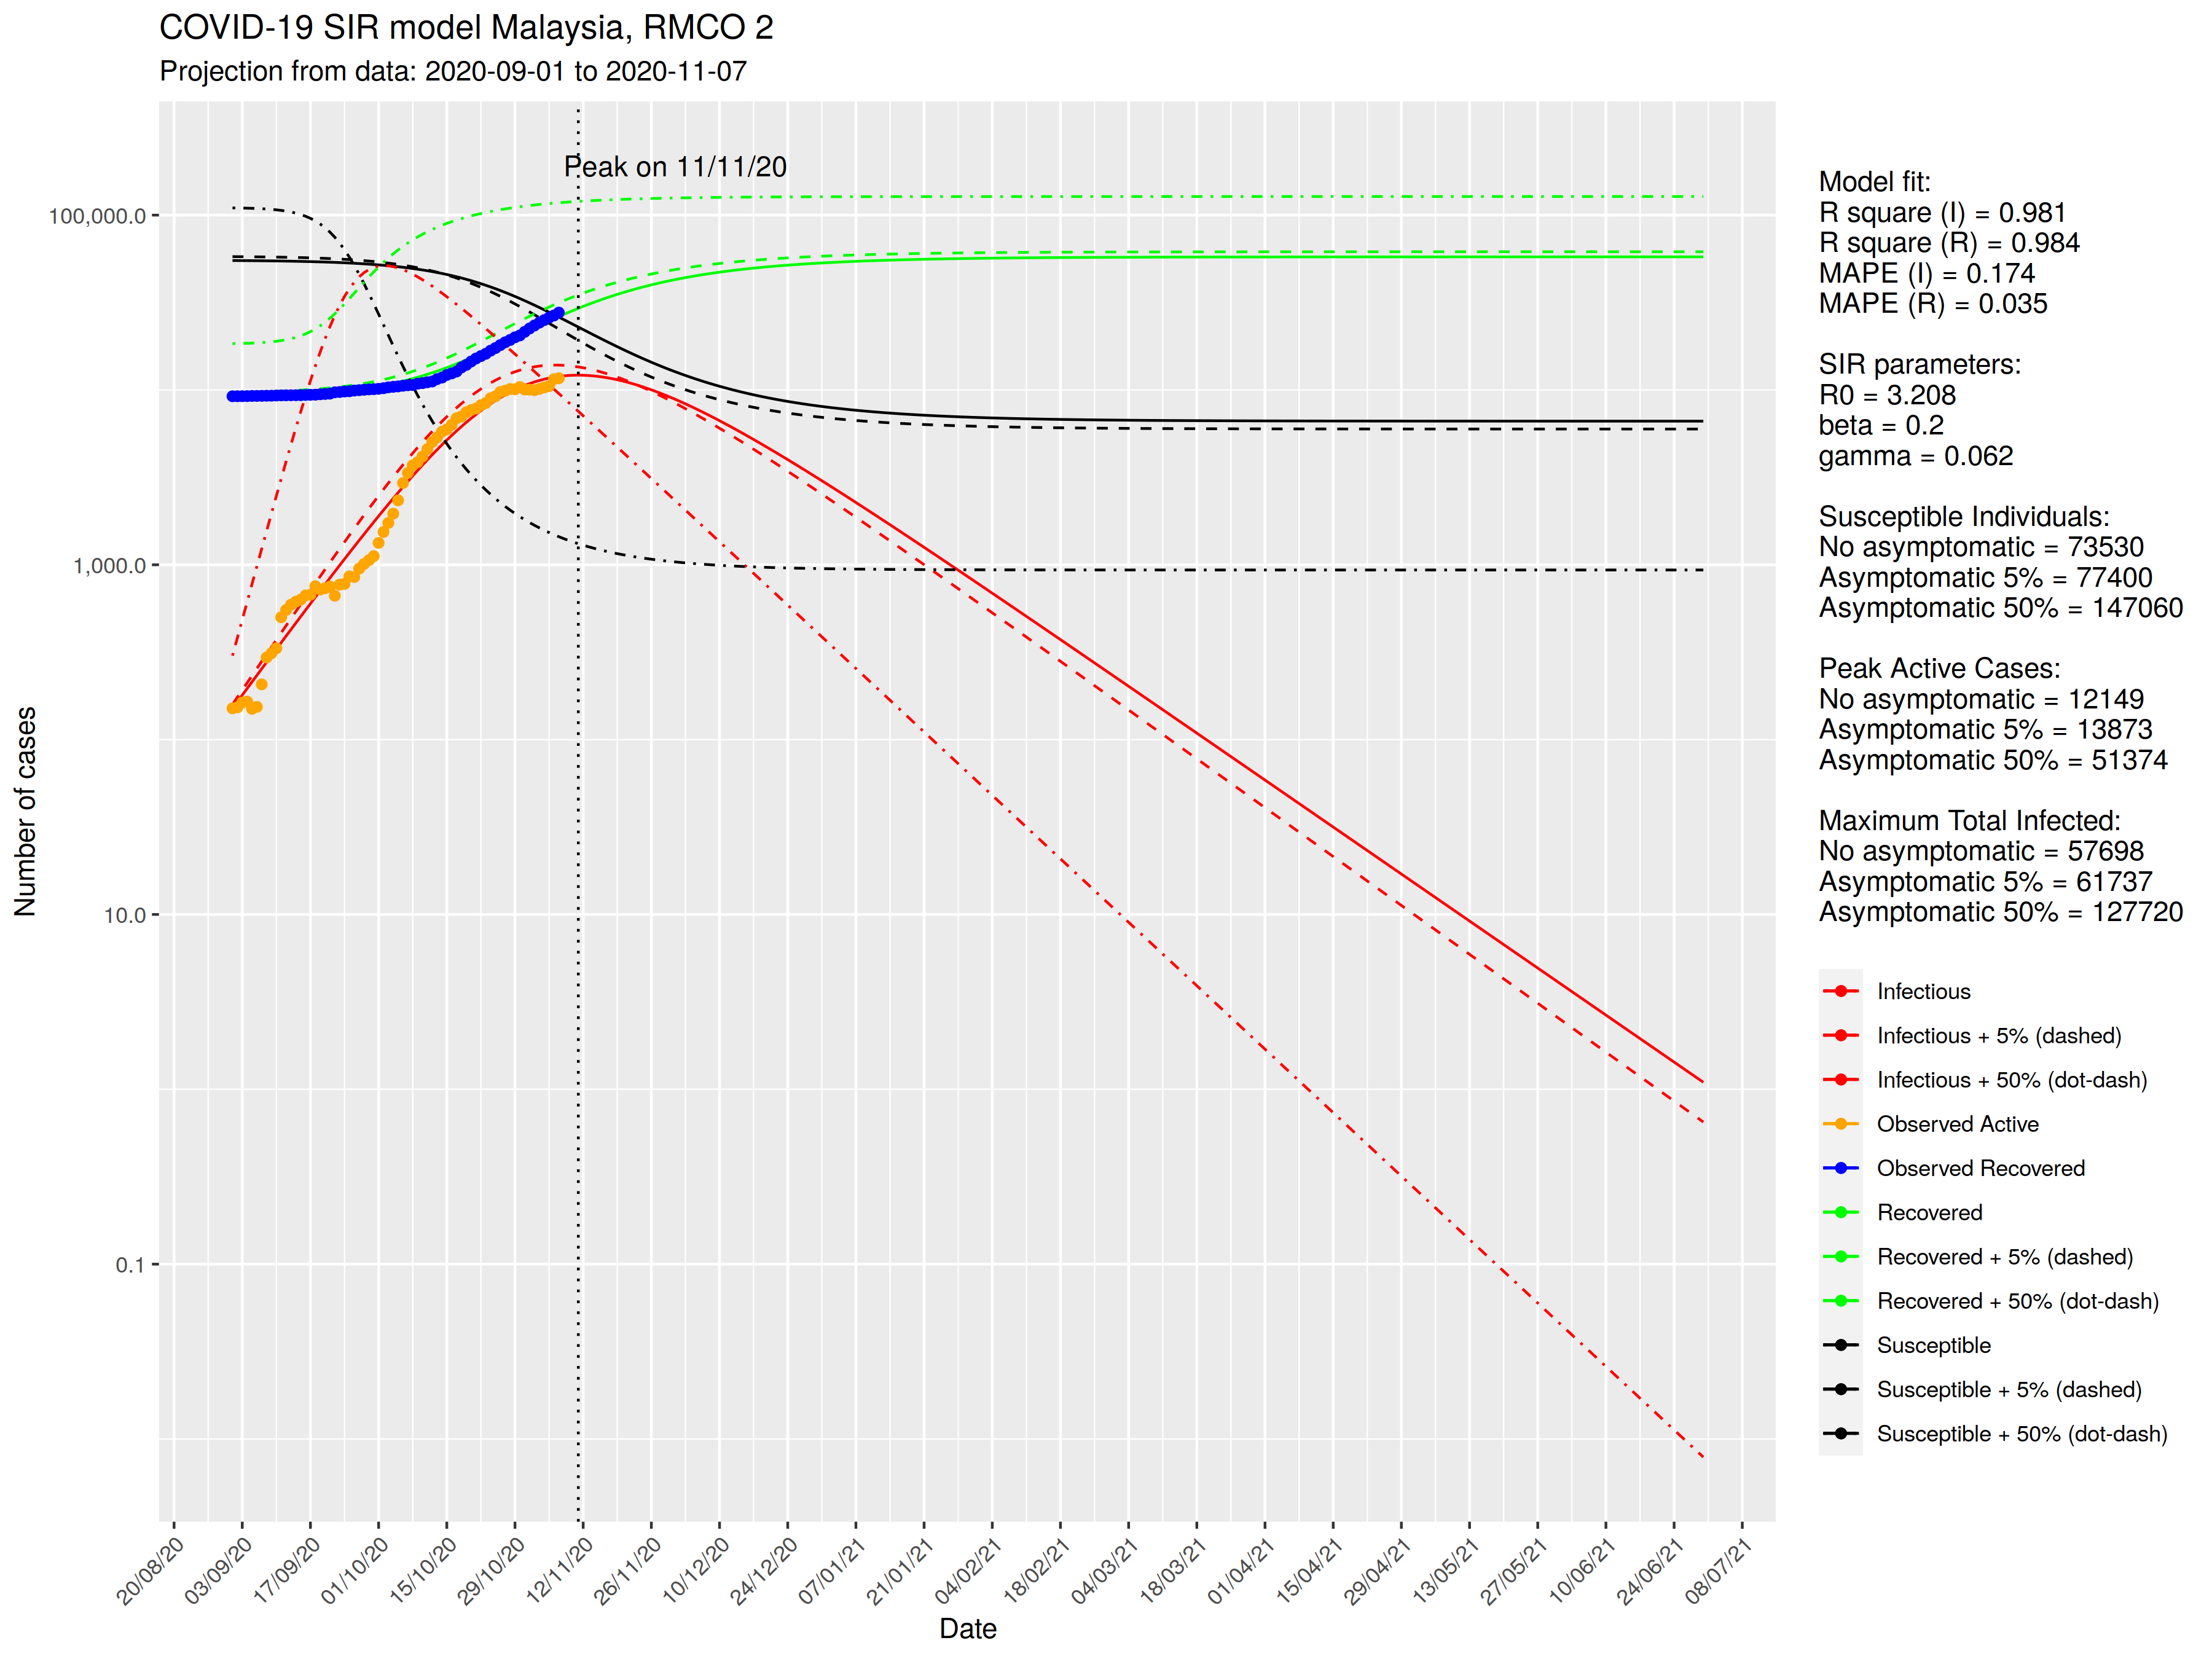 COVID-19 SIR model Malaysia, RMCO 2
Projection from data: 2020-09-01 to 2020-11-07
Peak on 11/11/20
100,000.0
1,000.0
10.0
0.1
Number of cases
20/08/20
03/09/20
17/09/20
01/10/20
15/10/20
29/10/20
12/11/20
26/11/20
10/12/20
24/12/20
07/01/21
21/01/21
04/02/21
18/02/21
04/03/21
18/03/21
01/04/21
15/04/21
29/04/21
13/05/21
27/05/21
10/06/21
24/06/21
08/07/21
Date
Model fit:
R square (I) = 0.981
R square (R) = 0.984
MAPE (I) = 0.174
MAPE (R) = 0.035
SIR parameters:
R0 = 3.208
beta = 0.2
gamma = 0.062
Susceptible Individuals:
No asymptomatic = 73530
Asymptomatic 5% = 77400
Asymptomatic 50% = 147060
Peak Active Cases:
No asymptomatic = 12149
Asymptomatic 5% = 13873
Asymptomatic 50% = 51374
Maximum Total Infected:
No asymptomatic = 57698
Asymptomatic 5% = 61737
Asymptomatic 50% = 127720
Infectious
Infectious + 5% (dashed)
Infectious + 50% (dot-dash)
Observed Active
Observed Recovered
Recovered
Recovered + 5% (dashed)
Recovered + 50% (dot-dash)
Susceptible
Susceptible + 5% (dashed)
Susceptible + 50% (dot-dash)